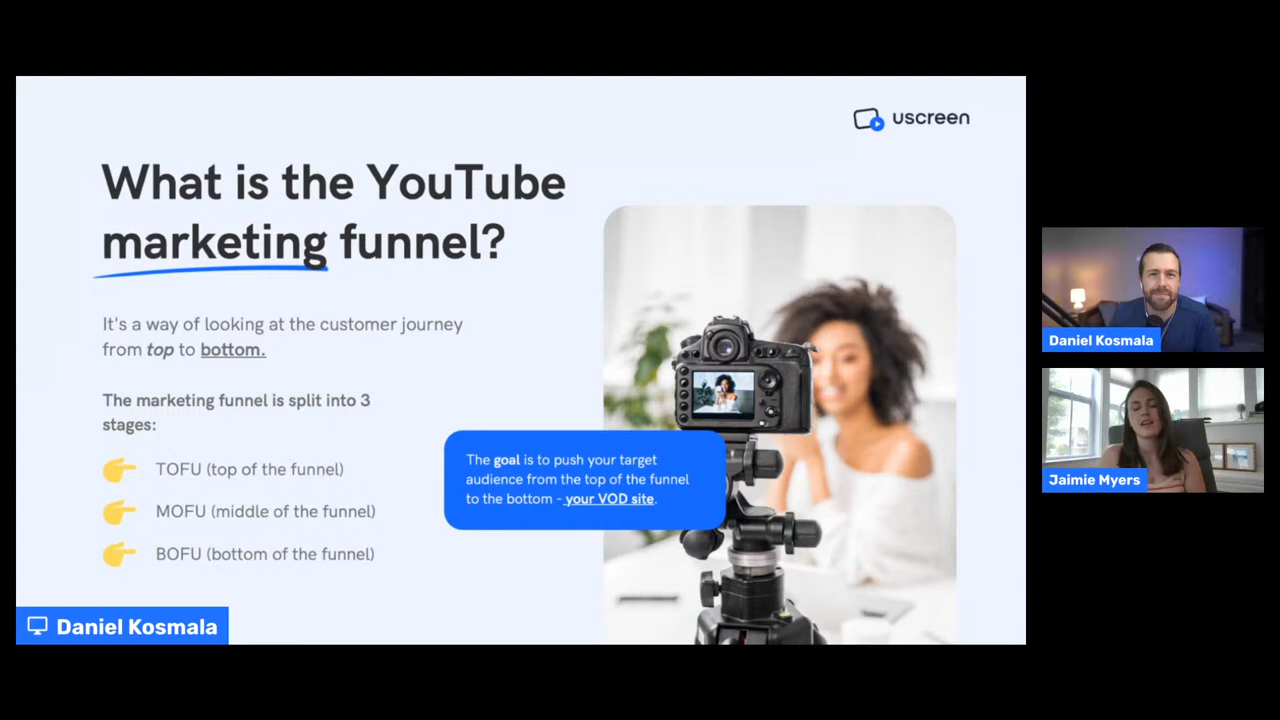 uscreen
What is the YouTube
marketing funnel?
It's a way of looking at the customer journey
from top to bottom.
The marketing funnel is split into 3
stages:
TOFU (top of the funnel)
MOFU (middle of the funnel)
BOFU (bottom of the funnel)
The goal is to push your target
audience from the top of the funnel
to the bottom - your VOD site.
Daniel Kosmala
Daniel Kosmala
Jaimie Myers